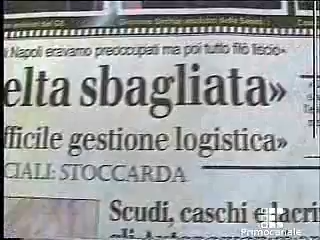 i Napoli eravamo preoccupati ma poi tutto filò liscio»
elta sbagliata»
fficile gestione logistica»
CIALI: STOCCARDA
Scudi, caschi e lacri
Primocanale